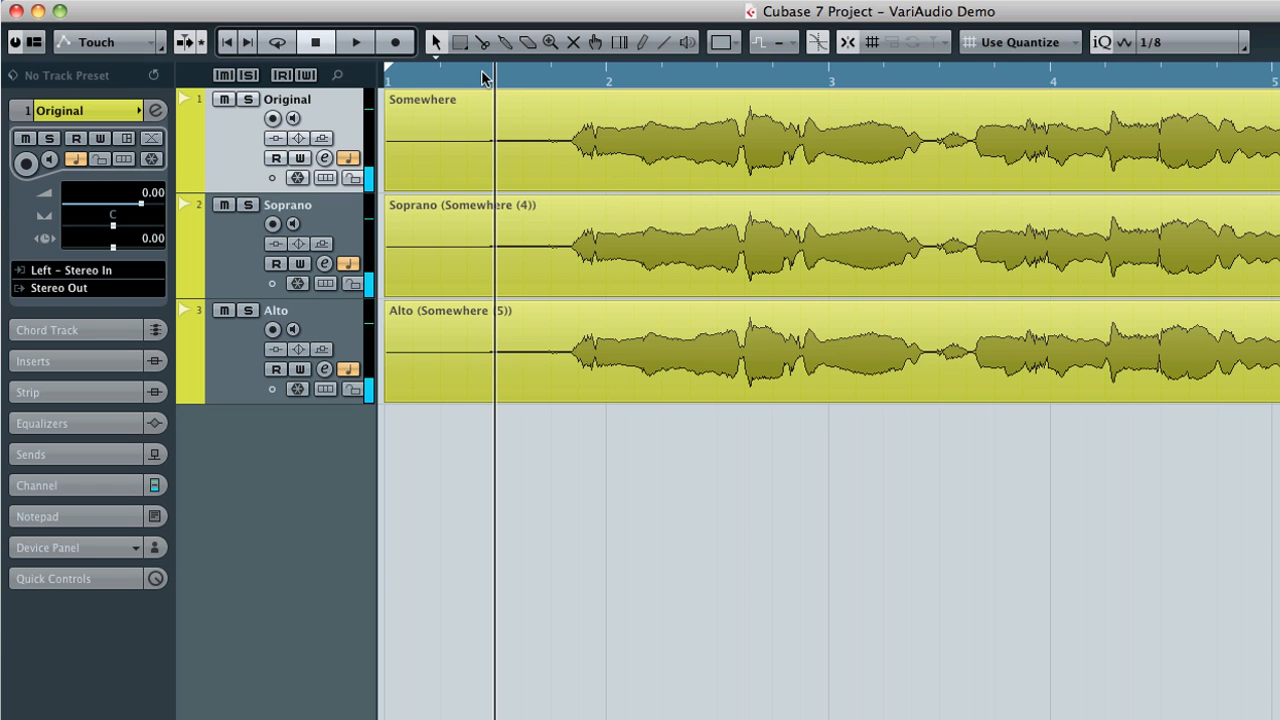 Cubase 7 Project - VariAudio Demo
Touch
Use Quantize
iQ
1/8
No Track Preset
M S R W
1 2 3 4 5
1 Original
M S R W
0.00
C
0.00
Left - Stereo In
Stereo Out
Chord Track
Inserts
Strip
Equalizers
Sends
Channel
Notepad
Device Panel
Quick Controls
1 m S Original
R W e
2 m S Soprano
R W e
3 m S Alto
R W e
Somewhere
Soprano (Somewhere (4))
Alto (Somewhere (5))